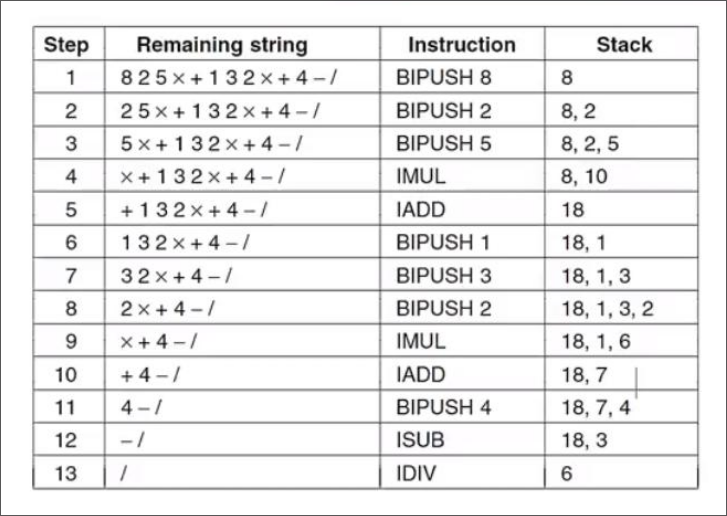 Step Remaining string Instruction Stack
1 8 2 5 × + 1 3 2 × + 4 – / BIPUSH 8 8
2 2 5 × + 1 3 2 × + 4 – / BIPUSH 2 8, 2
3 5 × + 1 3 2 × + 4 – / BIPUSH 5 8, 2, 5
4 × + 1 3 2 × + 4 – / IMUL 8, 10
5 + 1 3 2 × + 4 – / IADD 18
6 1 3 2 × + 4 – / BIPUSH 1 18, 1
7 3 2 × + 4 – / BIPUSH 3 18, 1, 3
8 2 × + 4 – / BIPUSH 2 18, 1, 3, 2
9 × + 4 – / IMUL 18, 1, 6
10 + 4 – / IADD 18, 7
11 4 – / BIPUSH 4 18, 7, 4
12 – / ISUB 18, 3
13 / IDIV 6